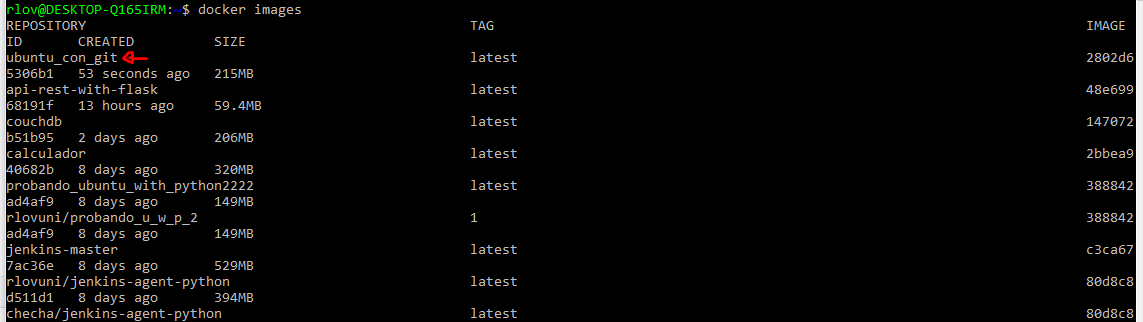 rlov@DESKTOP-Q165IRM:~$ docker images
REPOSITORY TAG IMAGE
ID CREATED SIZE
ubuntu_con_git latest 2802d6
5306b1 53 seconds ago 215MB
api-rest-with-flask latest 48e699
68191f 13 hours ago 59.4MB
couchdb latest 147072
b51b95 2 days ago 206MB
calculador latest 2bbea9
40682b 8 days ago 320MB
probando_ubuntu_with_python2222 latest 388842
ad4af9 8 days ago 149MB
rlovuni/probando_u_w_p_2 1 388842
ad4af9 8 days ago 149MB
jenkins-master latest c3ca67
7ac36e 8 days ago 529MB
rlovuni/jenkins-agent-python latest 80d8c8
d511d1 8 days ago 394MB
checha/jenkins-agent-python latest 80d8c8